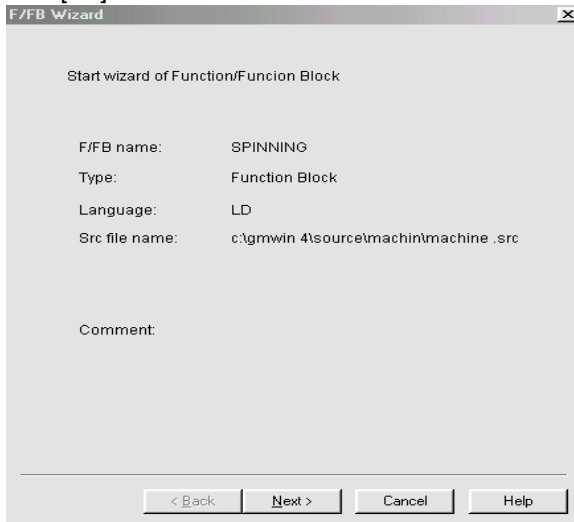 F/FB Wizard
Start wizard of Function/Funcion Block
F/FB name: SPINNING
Type: Function Block
Language: LD
Src file name: c:\gmwin 4\source\machin\machine .src
Comment:
< Back Next > Cancel Help